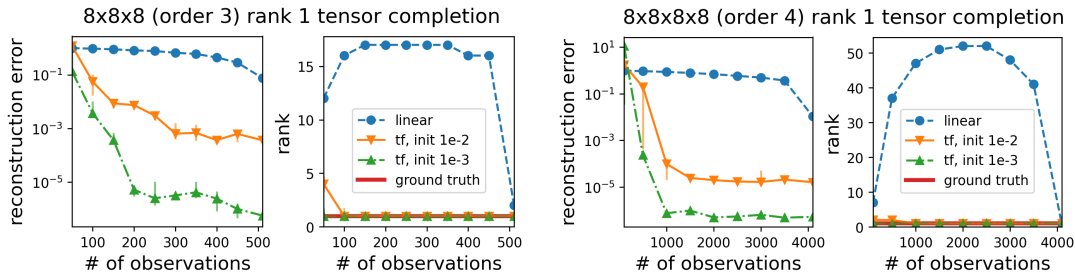 8x8x8 (order 3) rank 1 tensor completion
8x8x8x8 (order 4) rank 1 tensor completion
reconstruction error
10⁻¹
10⁻³
10⁻⁵
100 200 300 400 500
# of observations
rank
15
10
5
0
linear
tf, init 1e-2
tf, init 1e-3
ground truth
100 200 300 400 500
# of observations
reconstruction error
10¹
10⁻¹
10⁻³
10⁻⁵
1000 2000 3000 4000
# of observations
rank
50
40
30
20
10
0
linear
tf, init 1e-2
tf, init 1e-3
ground truth
1000 2000 3000 4000
# of observations